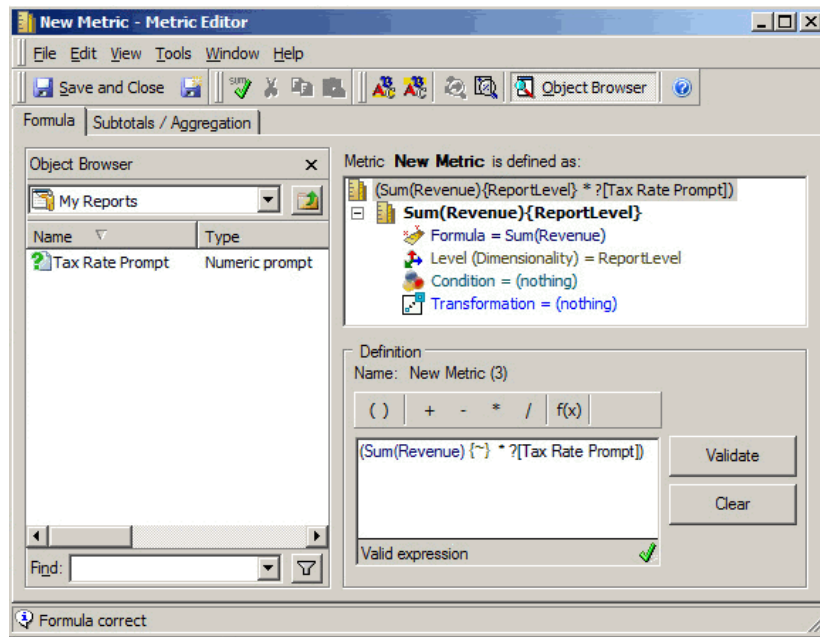 New Metric - Metric Editor
File Edit View Tools Window Help
Save and Close
Object Browser
Formula
Subtotals / Aggregation
Object Browser
My Reports
Name Type
Tax Rate Prompt Numeric prompt
Find:
Metric New Metric is defined as:
(Sum(Revenue){ReportLevel} * ?[Tax Rate Prompt])
Sum(Revenue){ReportLevel}
Formula = Sum(Revenue)
Level (Dimensionality) = ReportLevel
Condition = (nothing)
Transformation = (nothing)
Definition
Name: New Metric (3)
( ) + - * / f(x)
(Sum(Revenue) {~} * ?[Tax Rate Prompt])
Validate
Clear
Valid expression
Formula correct